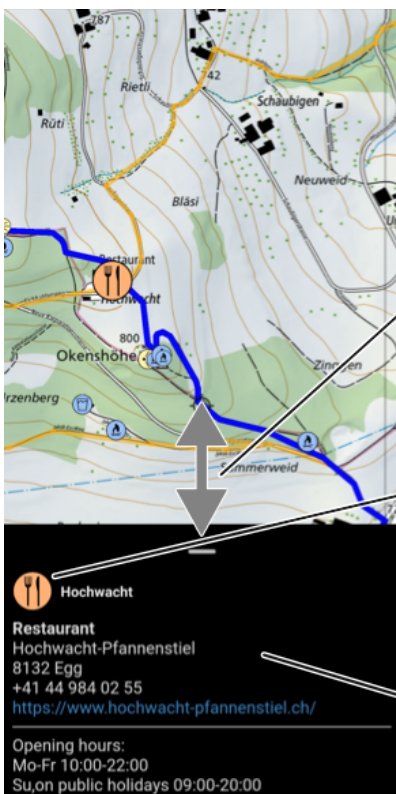 787
Rietli
42
Schaubigen
Rüti
Neuweid
Bläsi
Restaurant
Hochwacht
800
Okenshöhe
Zinggen
rzenberg
Summerweid
Hochwacht
Restaurant
Hochwacht-Pfannenstiel
8132 Egg
+41 44 984 02 55
https://www.hochwacht-pfannenstiel.ch/
Opening hours:
Mo-Fr 10:00-22:00
Su,on public holidays 09:00-20:00